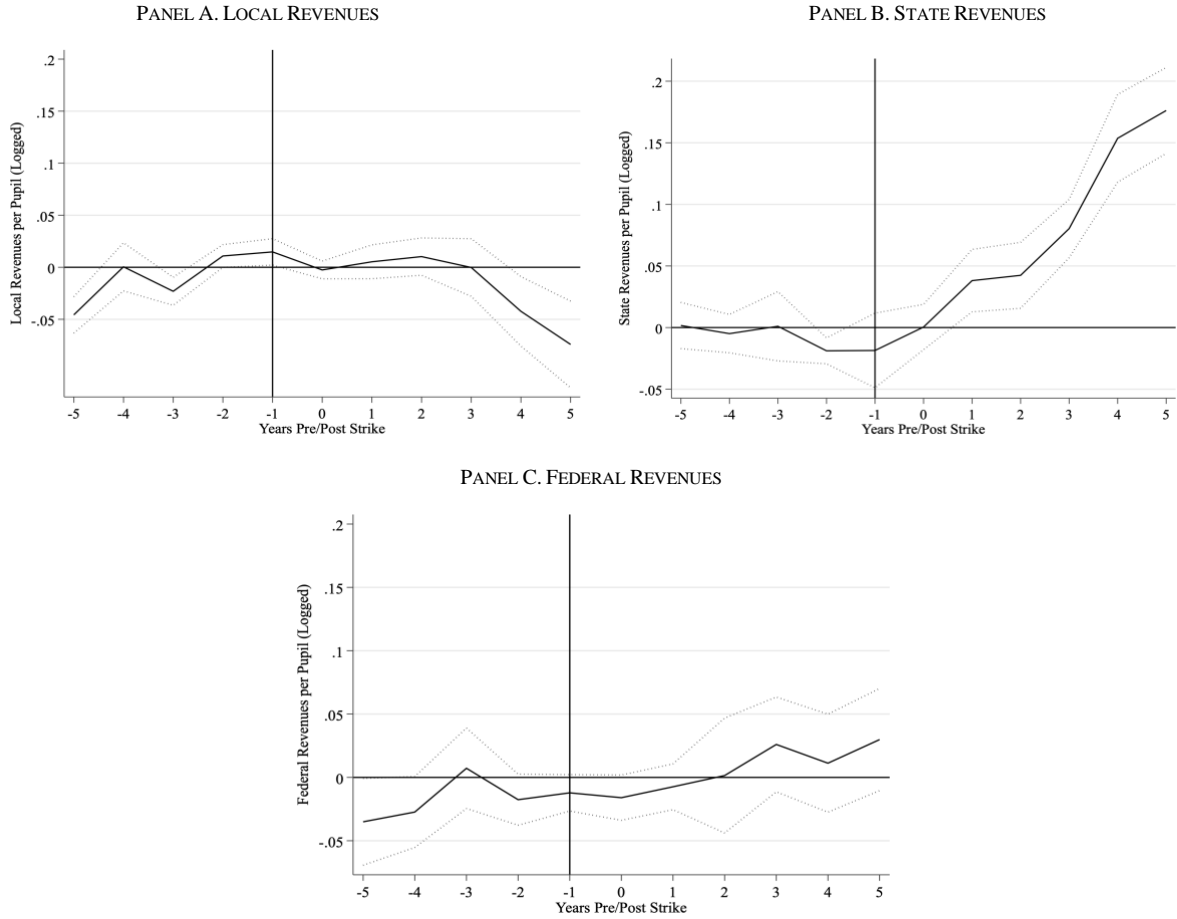 PANEL A. LOCAL REVENUES
PANEL B. STATE REVENUES
Local Revenues per Pupil (Logged)
.2
.15
.1
.05
0
-.05
-5 -4 -3 -2 -1 0 1 2 3 4 5
Years Pre/Post Strike
State Revenues per Pupil (Logged)
.2
.15
.1
.05
0
-.05
-5 -4 -3 -2 -1 0 1 2 3 4 5
Years Pre/Post Strike
PANEL C. FEDERAL REVENUES
Federal Revenues per Pupil (Logged)
.2
.15
.1
.05
0
-.05
-5 -4 -3 -2 -1 0 1 2 3 4 5
Years Pre/Post Strike